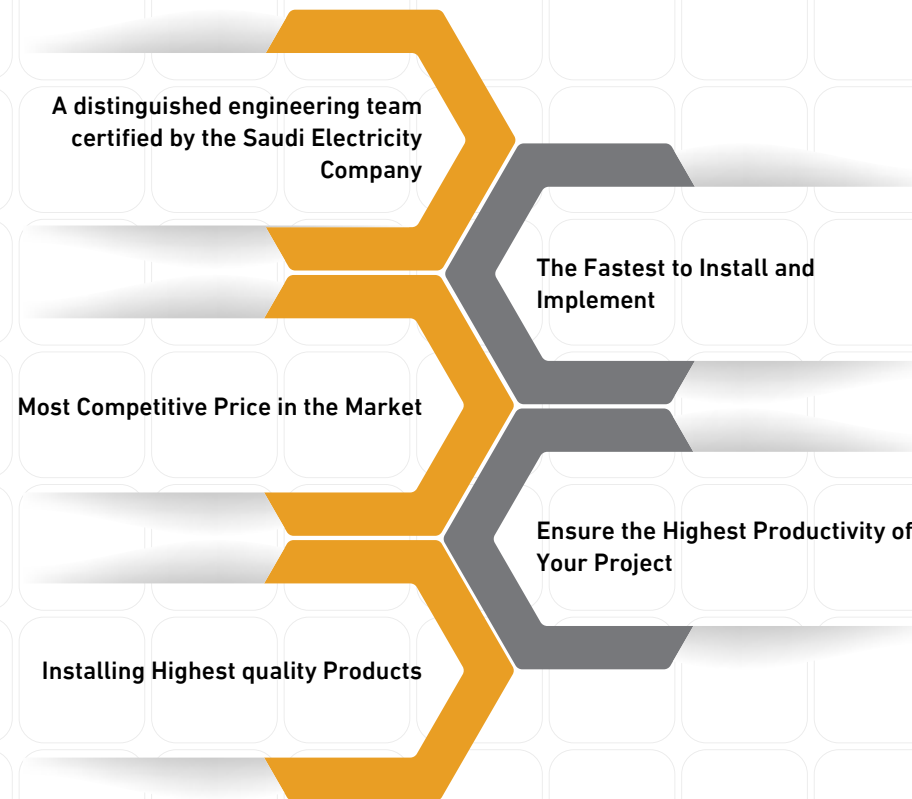 A distinguished engineering team
certified by the Saudi Electricity
Company
The Fastest to Install and
Implement
Most Competitive Price in the Market
Ensure the Highest Productivity of
Your Project
Installing Highest quality Products